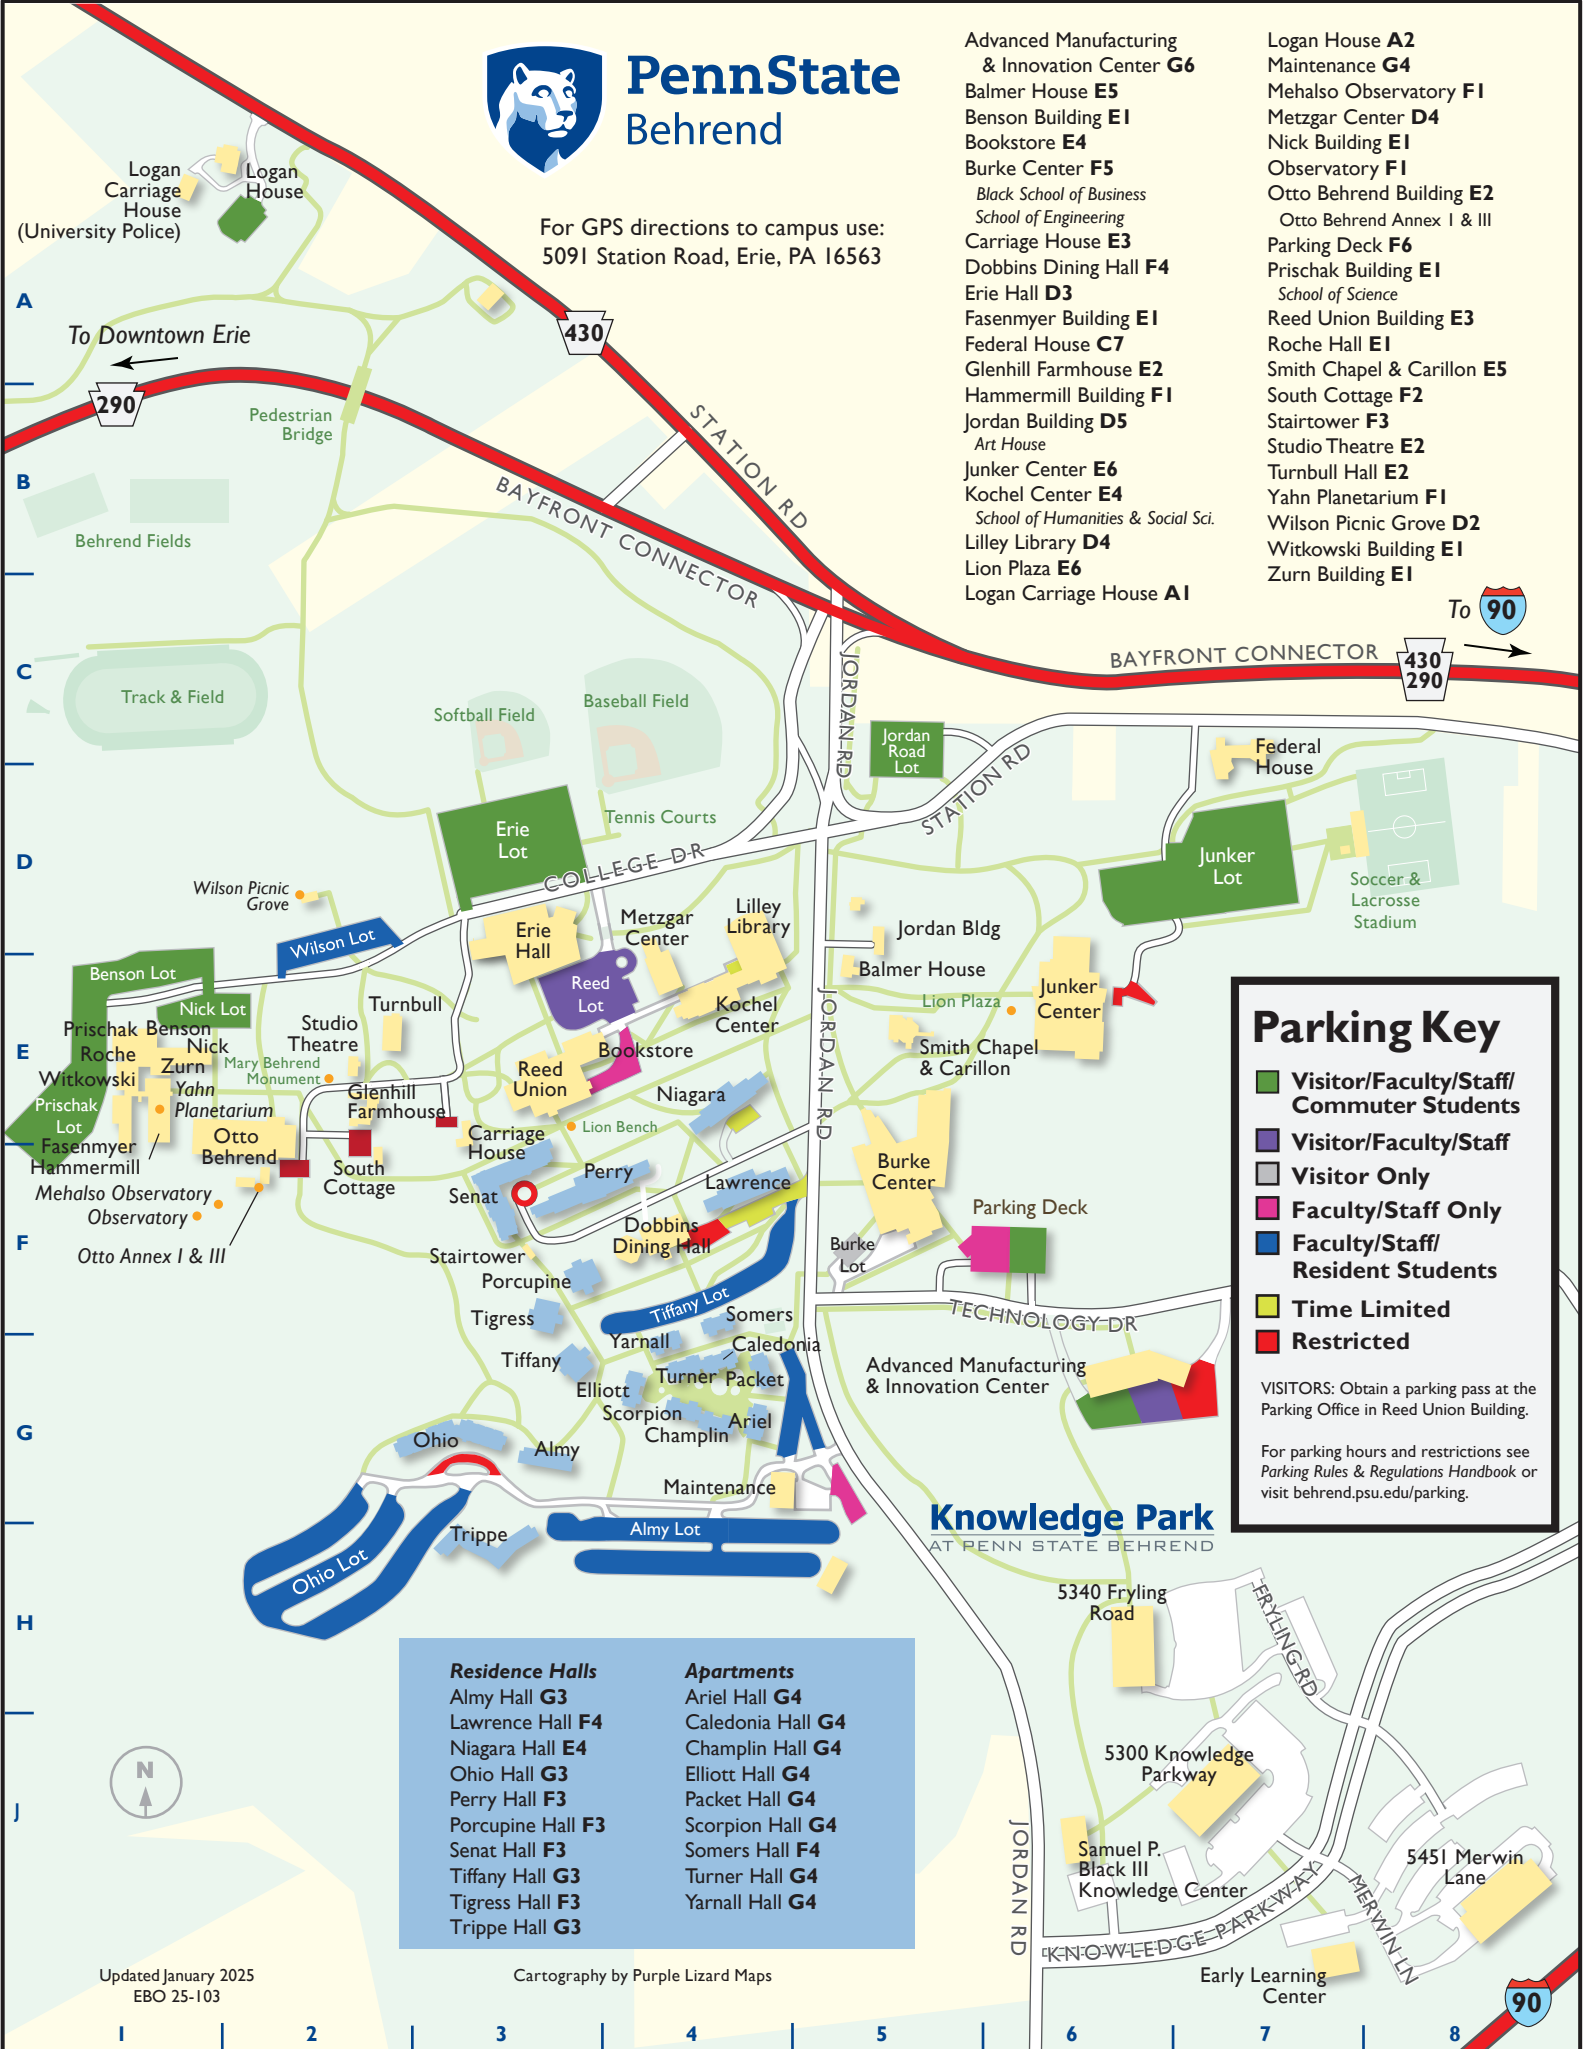 PennState
Behrend
For GPS directions to campus use:
5091 Station Road, Erie, PA 16563
Advanced Manufacturing
& Innovation Center G6
Balmer House E5
Benson Building E1
Bookstore E4
Burke Center F5
Black School of Business
School of Engineering
Carriage House E3
Dobbins Dining Hall F4
Erie Hall D3
Fasenmyer Building E1
Federal House C7
Glenhill Farmhouse E2
Hammermill Building F1
Jordan Building D5
Art House
Junker Center E6
Kochel Center E4
School of Humanities & Social Sci.
Lilley Library D4
Lion Plaza E6
Logan Carriage House A1
Logan House A2
Maintenance G4
Mehalso Observatory F1
Metzgar Center D4
Nick Building E1
Observatory F1
Otto Behrend Building E2
Otto Behrend Annex I & III
Parking Deck F6
Prischak Building E1
School of Science
Reed Union Building E3
Roche Hall E1
Smith Chapel & Carillon E5
South Cottage F2
Stairtower F3
Studio Theatre E2
Turnbull Hall E2
Yahn Planetarium F1
Wilson Picnic Grove D2
Witkowski Building E1
Zurn Building E1
Logan
Carriage
House
(University Police)
Logan
House
A
To Downtown Erie
430
290
Pedestrian
Bridge
STATION RD
B
BAYFRONT CONNECTOR
Behrend Fields
To 90
BAYFRONT CONNECTOR
430
290
C
Track & Field
Softball Field
Baseball Field
JORDAN RD
Jordan
Road
Lot
STATION RD
Federal
House
Erie
Lot
Tennis Courts
COLLEGE DR
D
Junker
Lot
Soccer &
Lacrosse
Stadium
Wilson Picnic
Grove
Wilson Lot
Erie
Hall
Metzgar
Center
Lilley
Library
Jordan Bldg
Balmer House
Benson Lot
Nick Lot
Reed
Lot
Kochel
Center
JORDAN RD
Lion Plaza
Junker
Center
Turnbull
Studio
Theatre
Smith Chapel
& Carillon
E
Prischak
Benson
Roche
Nick
Zurn
Witkowski
Yahn
Planetarium
Mary Behrend
Monument
Prischak
Lot
Glenhill
Farmhouse
Bookstore
Reed
Union
Niagara
Lion Bench
Fasenmyer
Hammermill
Otto
Behrend
Carriage
House
South
Cottage
Mehalso Observatory
Observatory
Otto Annex I & III
Senat
Perry
Lawrence
Burke
Center
Parking Deck
F
Dobbins
Dining Hall
Stairtower
Porcupine
Burke
Lot
Tigress
Tiffany Lot
Somers
TECHNOLOGY DR
Yarnall
Caledonia
Tiffany
Turner
Packet
Elliott
Scorpion
Ariel
Champlin
Advanced Manufacturing
& Innovation Center
G
Ohio
Almy
Maintenance
Trippe
Almy Lot
Ohio Lot
H
Parking Key
Visitor/Faculty/Staff/
Commuter Students
Visitor/Faculty/Staff
Visitor Only
Faculty/Staff Only
Faculty/Staff/
Resident Students
Time Limited
Restricted
VISITORS: Obtain a parking pass at the
Parking Office in Reed Union Building.
For parking hours and restrictions see
Parking Rules & Regulations Handbook or
visit behrend.psu.edu/parking.
Knowledge Park
AT PENN STATE BEHREND
5340 Fryling
Road
FRYLING RD
Residence Halls
Almy Hall G3
Lawrence Hall F4
Niagara Hall E4
Ohio Hall G3
Perry Hall F3
Porcupine Hall F3
Senat Hall F3
Tiffany Hall G3
Tigress Hall F3
Trippe Hall G3
Apartments
Ariel Hall G4
Caledonia Hall G4
Champlin Hall G4
Elliott Hall G4
Packet Hall G4
Scorpion Hall G4
Somers Hall F4
Turner Hall G4
Yarnall Hall G4
N
J
5300 Knowledge
Parkway
Samuel P.
Black III
Knowledge Center
JORDAN RD
5451 Merwin
Lane
KNOWLEDGE PARKWAY
MERWIN LN
Early Learning
Center
90
Updated January 2025
EBO 25-103
Cartography by Purple Lizard Maps
1 2 3 4 5 6 7 8